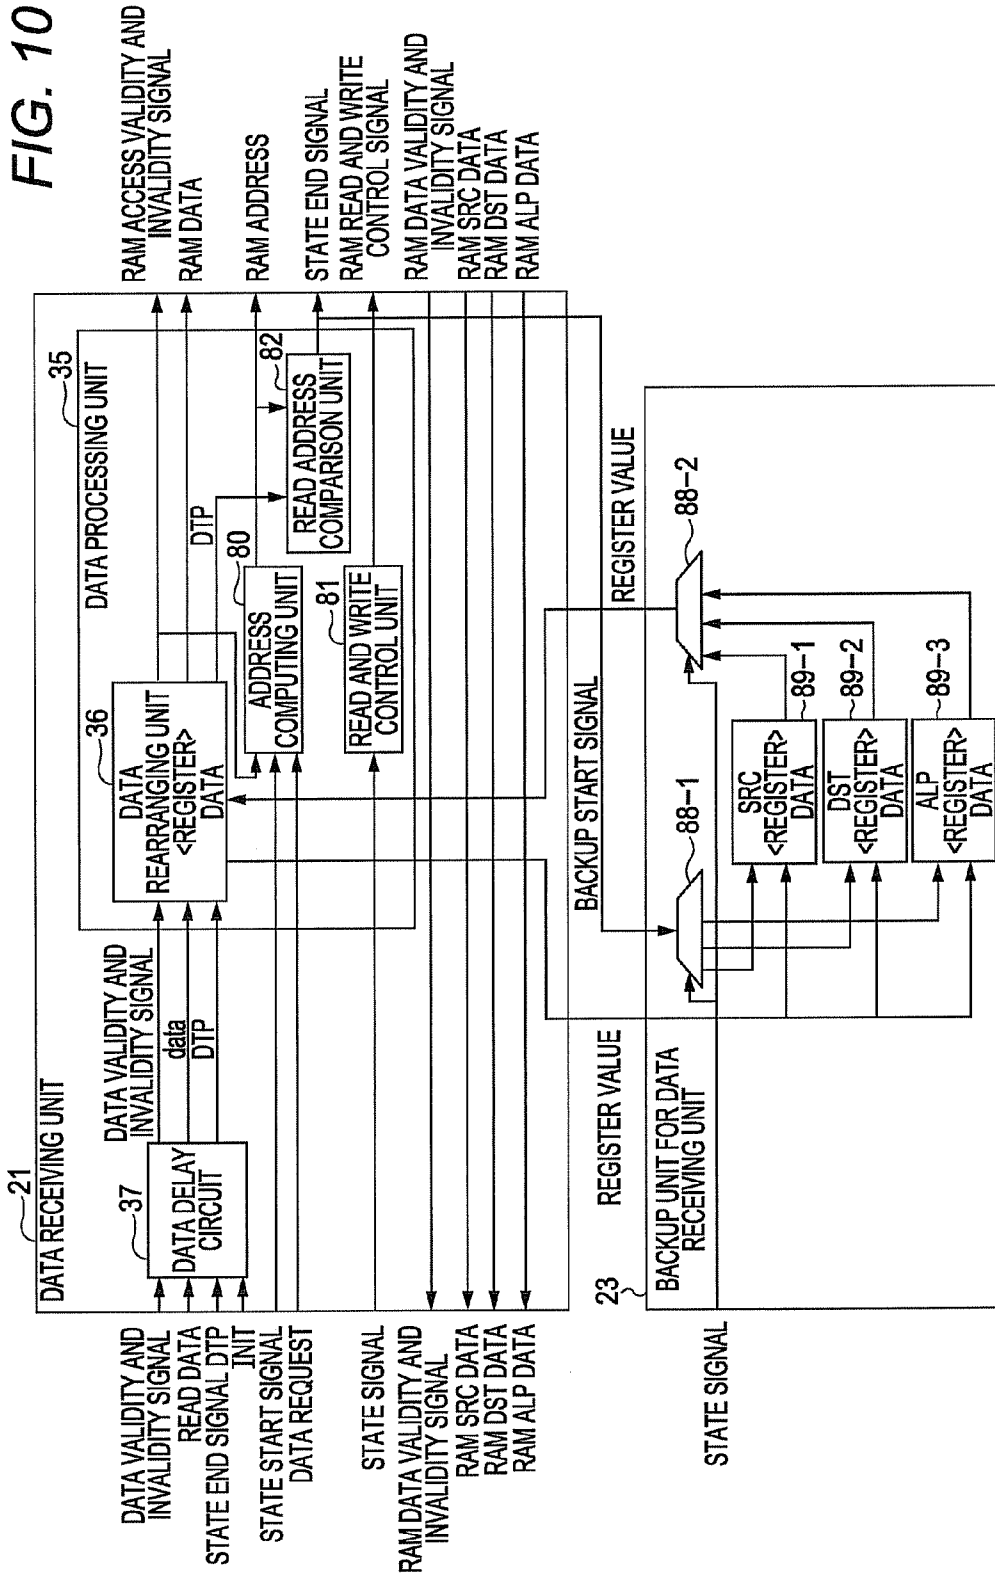 FIG. 10
21
DATA RECEIVING UNIT
DATA VALIDITY AND
INVALIDITY SIGNAL
READ DATA
STATE END SIGNAL DTP
INIT
STATE START SIGNAL
DATA REQUEST
STATE SIGNAL
RAM DATA VALIDITY AND
INVALIDITY SIGNAL
RAM SRC DATA
RAM DST DATA
RAM ALP DATA
37
DATA DELAY
CIRCUIT
DATA VALIDITY AND
INVALIDITY SIGNAL
data
DTP
35
DATA PROCESSING UNIT
36
DATA
REARRANGING UNIT
<REGISTER>
DATA
DTP
80
ADDRESS
COMPUTING UNIT
81
READ AND WRITE
CONTROL UNIT
82
READ ADDRESS
COMPARISON UNIT
RAM ACCESS VALIDITY AND
INVALIDITY SIGNAL
RAM DATA
RAM ADDRESS
STATE END SIGNAL
RAM READ AND WRITE
CONTROL SIGNAL
RAM DATA VALIDITY AND
INVALIDITY SIGNAL
RAM SRC DATA
RAM DST DATA
RAM ALP DATA
REGISTER VALUE
BACKUP START SIGNAL
REGISTER VALUE
23
BACKUP UNIT FOR DATA
RECEIVING UNIT
STATE SIGNAL
88-1
88-2
SRC
<REGISTER>
DATA
89-1
DST
<REGISTER>
DATA
89-2
ALP
<REGISTER>
DATA
89-3